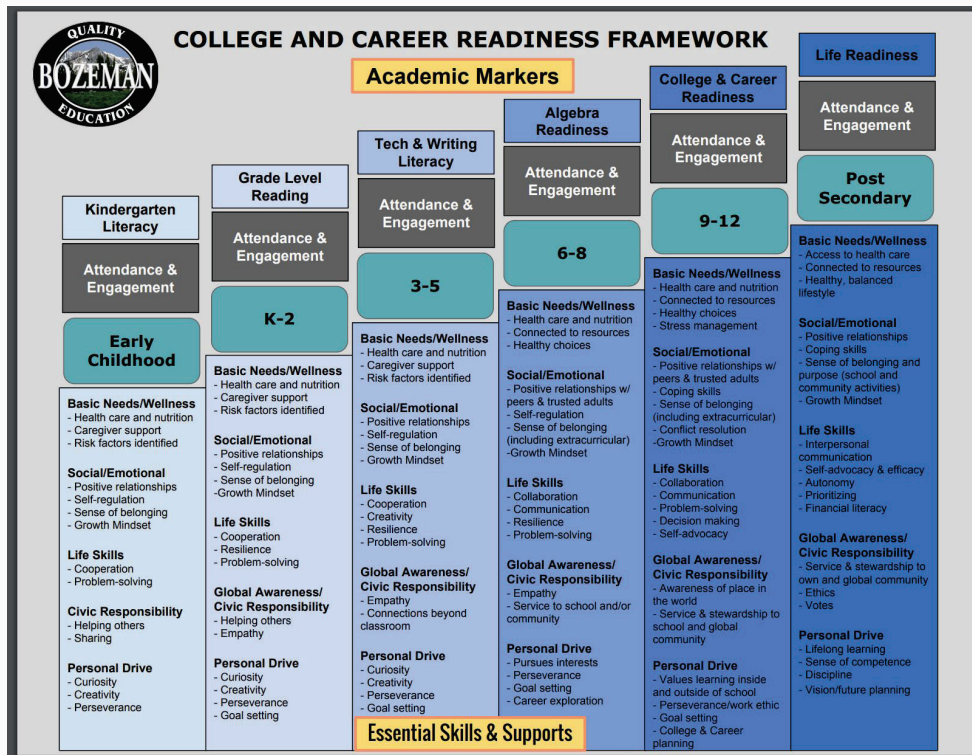 QUALITY
BOZEMAN
EDUCATION
COLLEGE AND CAREER READINESS FRAMEWORK
Academic Markers
Kindergarten
Literacy
Attendance &
Engagement
Early
Childhood
Basic Needs/Wellness
- Health care and nutrition
- Caregiver support
- Risk factors identified
Social/Emotional
- Positive relationships
- Self-regulation
- Sense of belonging
- Growth Mindset
Life Skills
- Cooperation
- Problem-solving
Civic Responsibility
- Helping others
- Sharing
Personal Drive
- Curiosity
- Creativity
- Perseverance
Grade Level
Reading
Attendance &
Engagement
K-2
Basic Needs/Wellness
- Health care and nutrition
- Caregiver support
- Risk factors identified
Social/Emotional
- Positive relationships
- Self-regulation
- Sense of belonging
-Growth Mindset
Life Skills
- Cooperation
- Resilience
- Problem-solving
Global Awareness/
Civic Responsibility
- Helping others
- Empathy
Personal Drive
- Curiosity
- Creativity
- Perseverance
- Goal setting
Tech & Writing
Literacy
Attendance &
Engagement
3-5
Basic Needs/Wellness
- Health care and nutrition
- Caregiver support
- Risk factors identified
Social/Emotional
- Positive relationships
- Self-regulation
- Sense of belonging
- Growth Mindset
Life Skills
- Cooperation
- Creativity
- Resilience
- Problem-solving
Global Awareness/
Civic Responsibility
- Empathy
- Connections beyond
classroom
Personal Drive
- Curiosity
- Creativity
- Perseverance
- Goal setting
Algebra
Readiness
Attendance &
Engagement
6-8
Basic Needs/Wellness
- Health care and nutrition
- Connected to resources
- Healthy choices
Social/Emotional
- Positive relationships w/
peers & trusted adults
- Self-regulation
- Sense of belonging
(including extracurricular)
-Growth Mindset
Life Skills
- Collaboration
- Communication
- Resilience
- Problem-solving
Global Awareness/
Civic Responsibility
- Empathy
- Service to school and/or
community
Personal Drive
- Pursues interests
- Perseverance
- Goal setting
- Career exploration
College & Career
Readiness
Attendance &
Engagement
9-12
Basic Needs/Wellness
- Health care and nutrition
- Connected to resources
- Healthy choices
- Stress management
Social/Emotional
- Positive relationships w/
peers & trusted adults
- Coping skills
- Sense of belonging
(including extracurricular)
- Conflict resolution
-Growth Mindset
Life Skills
- Collaboration
- Communication
- Problem-solving
- Decision making
- Self-advocacy
Global Awareness/
Civic Responsibility
- Awareness of place in
the world
- Service & stewardship to
school and global
community
Personal Drive
- Values learning inside
and outside of school
- Perseverance/work ethic
- Goal setting
- College & Career
planning
Life Readiness
Attendance &
Engagement
Post
Secondary
Basic Needs/Wellness
- Access to health care
- Connected to resources
- Healthy, balanced
lifestyle
Social/Emotional
- Positive relationships
- Coping skills
- Sense of belonging and
purpose (school and
community activities)
- Growth Mindset
Life Skills
- Interpersonal
communication
- Self-advocacy & efficacy
- Autonomy
- Prioritizing
- Financial literacy
Global Awareness/
Civic Responsibility
- Service & stewardship to
own and global community
- Ethics
- Votes
Personal Drive
- Lifelong learning
- Sense of competence
- Discipline
- Vision/future planning
Essential Skills & Supports